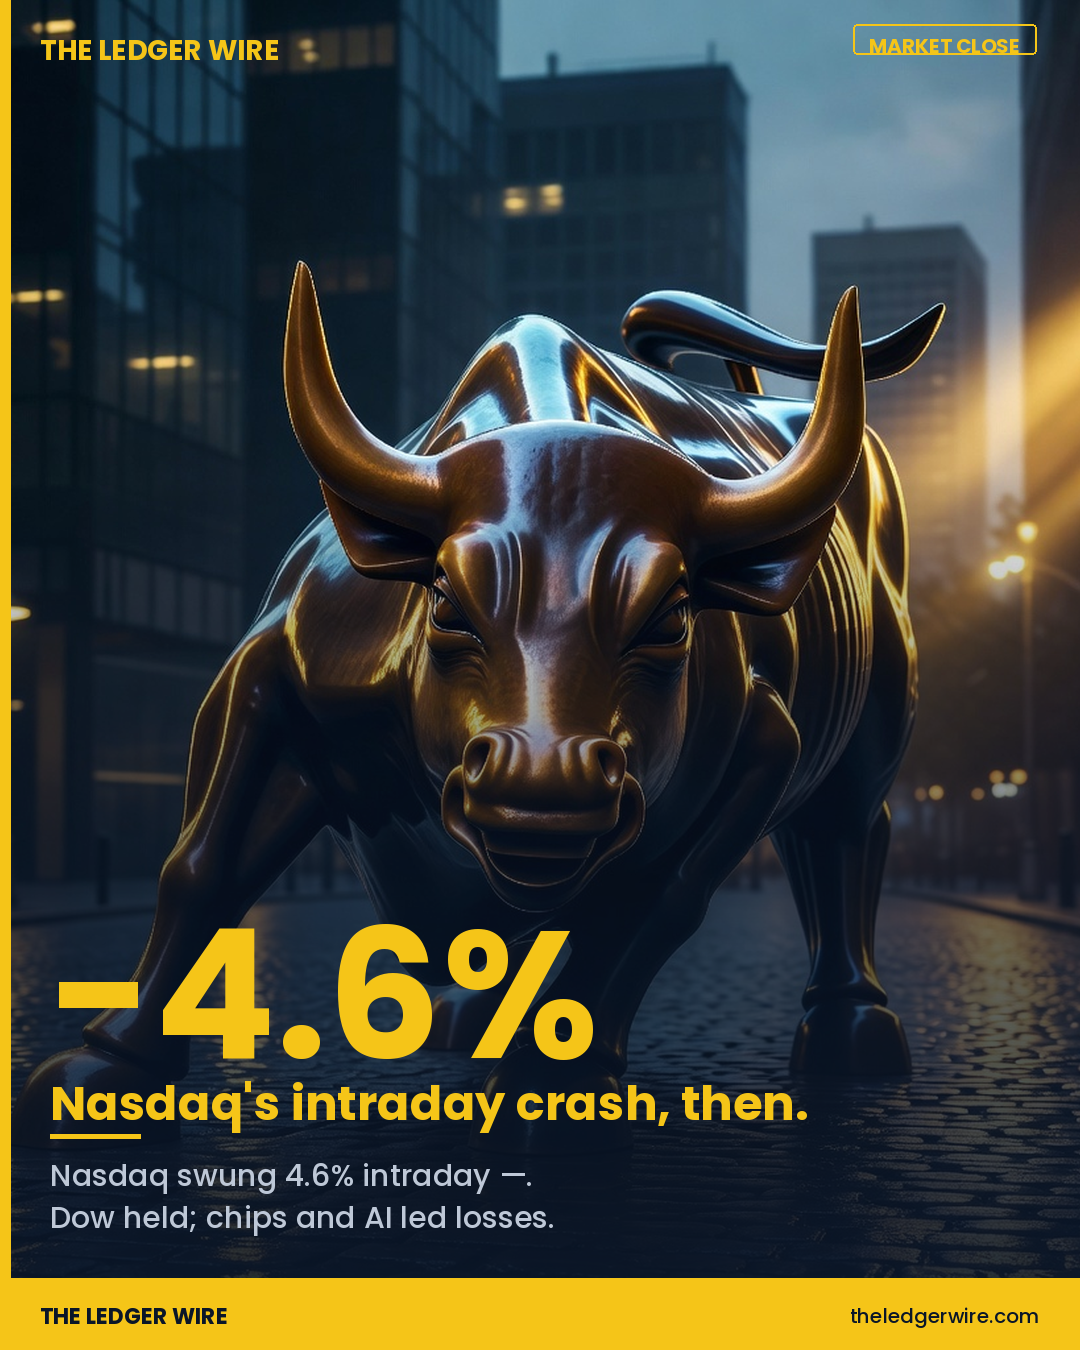 THE LEDGER WIRE
MARKET CLOSE
−4.6%
Nasdaq's intraday crash, then.
Nasdaq swung 4.6% intraday —.
Dow held; chips and AI led losses.
THE LEDGER WIRE
theledgerwire.com